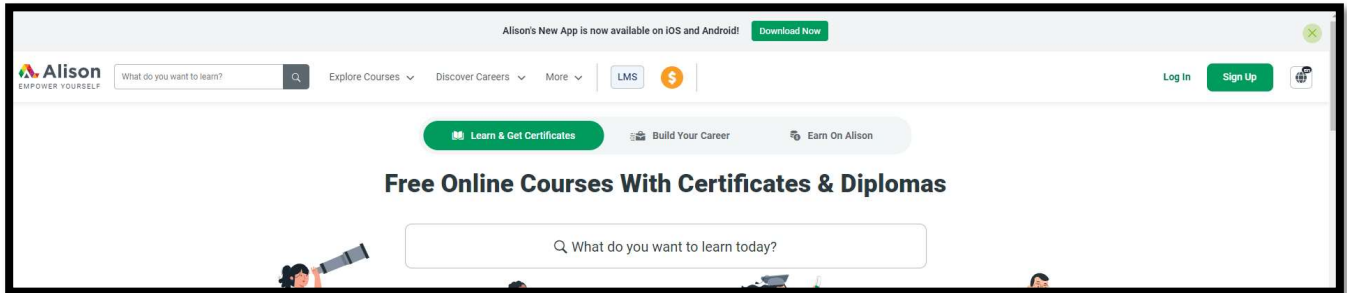 Alison's New App is now available on iOS and Android! Download Now
Alison
EMPOWER YOURSELF
What do you want to learn?
Explore Courses Discover Careers More LMS $ Log In Sign Up
Learn & Get Certificates Build Your Career Earn On Alison
Free Online Courses With Certificates & Diplomas
What do you want to learn today?